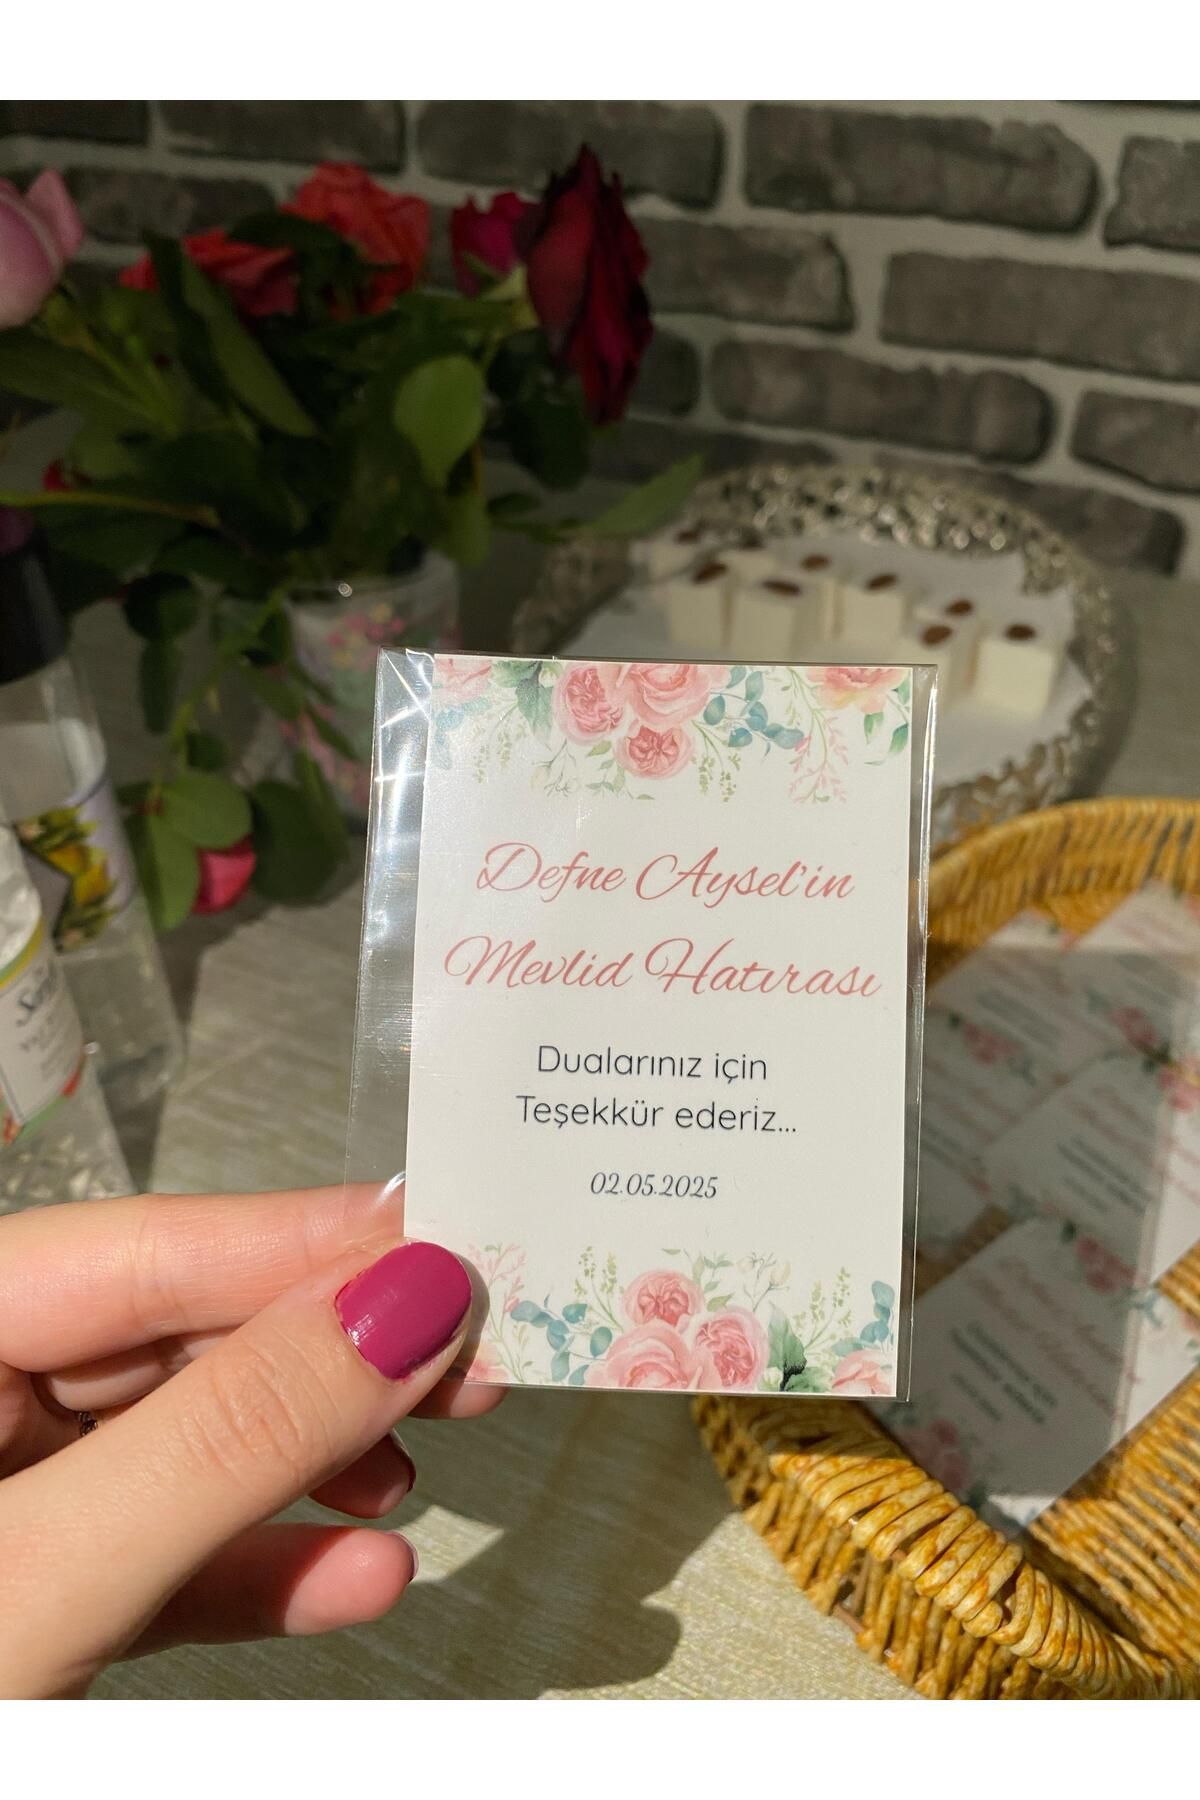 Defne Aysel'in
Mevlid Hatırası
Dualarınız için
Teşekkür ederiz...
02.05.2025